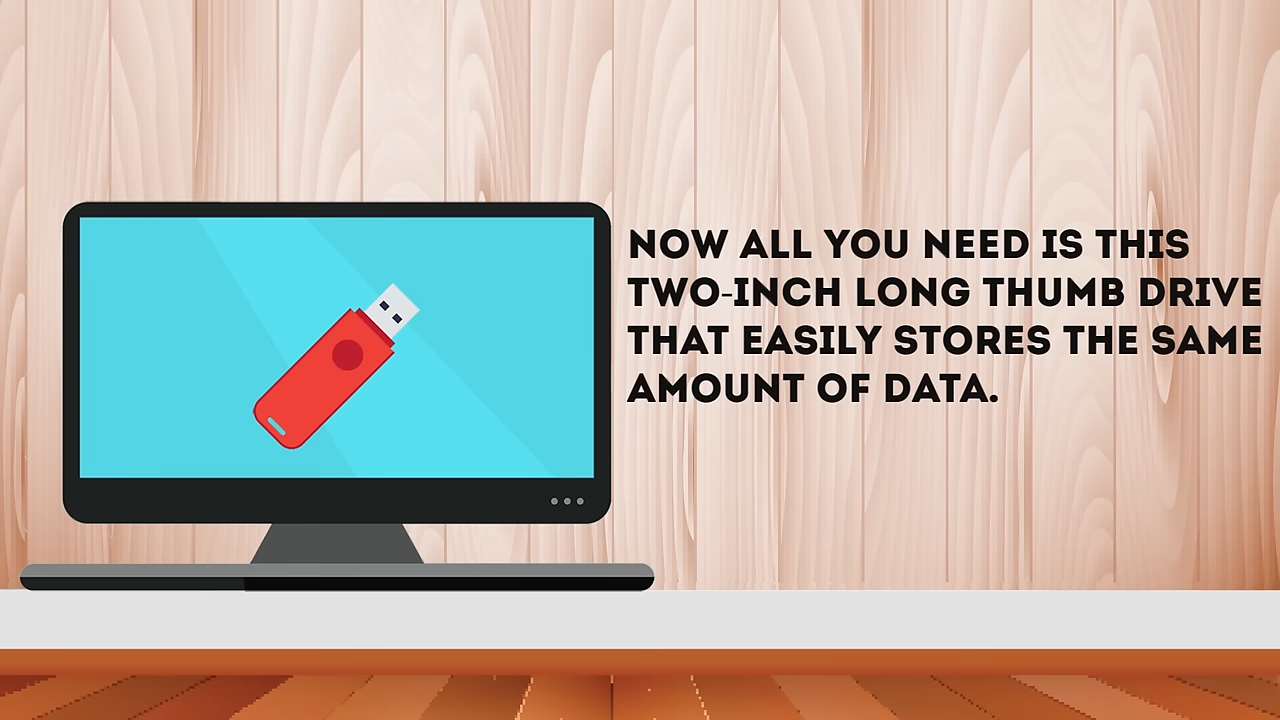 NOW ALL YOU NEED IS THIS
TWO-INCH LONG THUMB DRIVE
THAT EASILY STORES THE SAME
AMOUNT OF DATA.